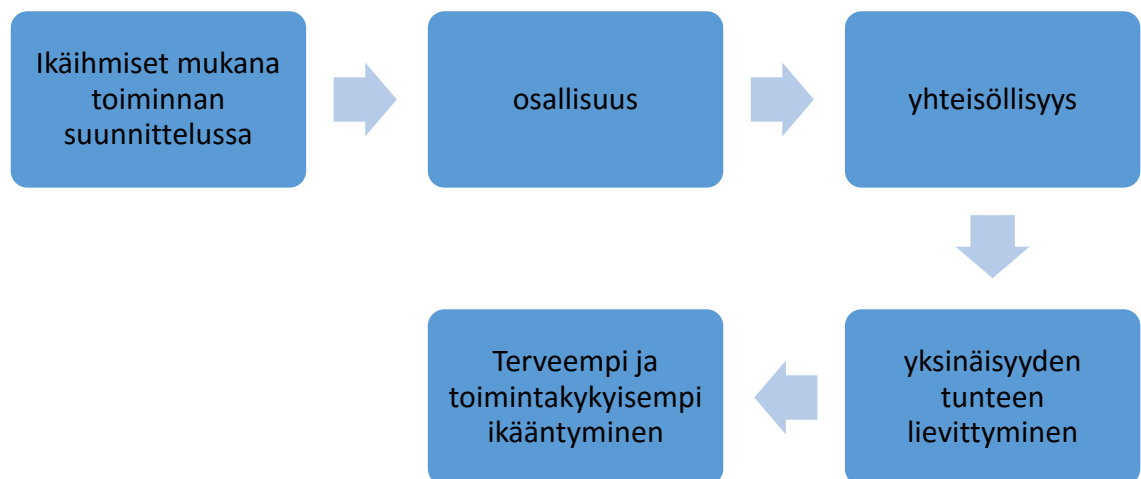 Ikäihmiset mukana
toiminnan
suunnittelussa
osallisuus
yhteisöllisyys
yksinäisyyden
tunteen
lievittyminen
Terveempi ja
toimintakykyisempi
ikääntyminen